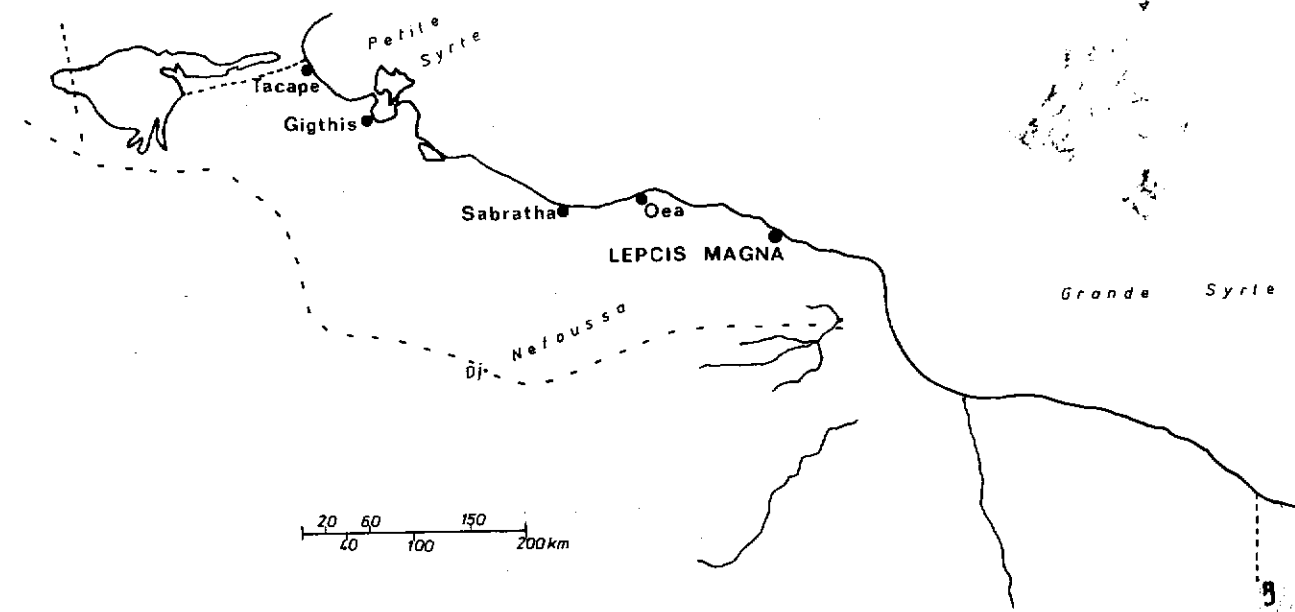 Petite
Syrte
Tacape
Gigthis
Sabratha
Oea
LEPCIS MAGNA
Grande Syrte
Dj. Nefoussa
20 60 150
40 100 200km